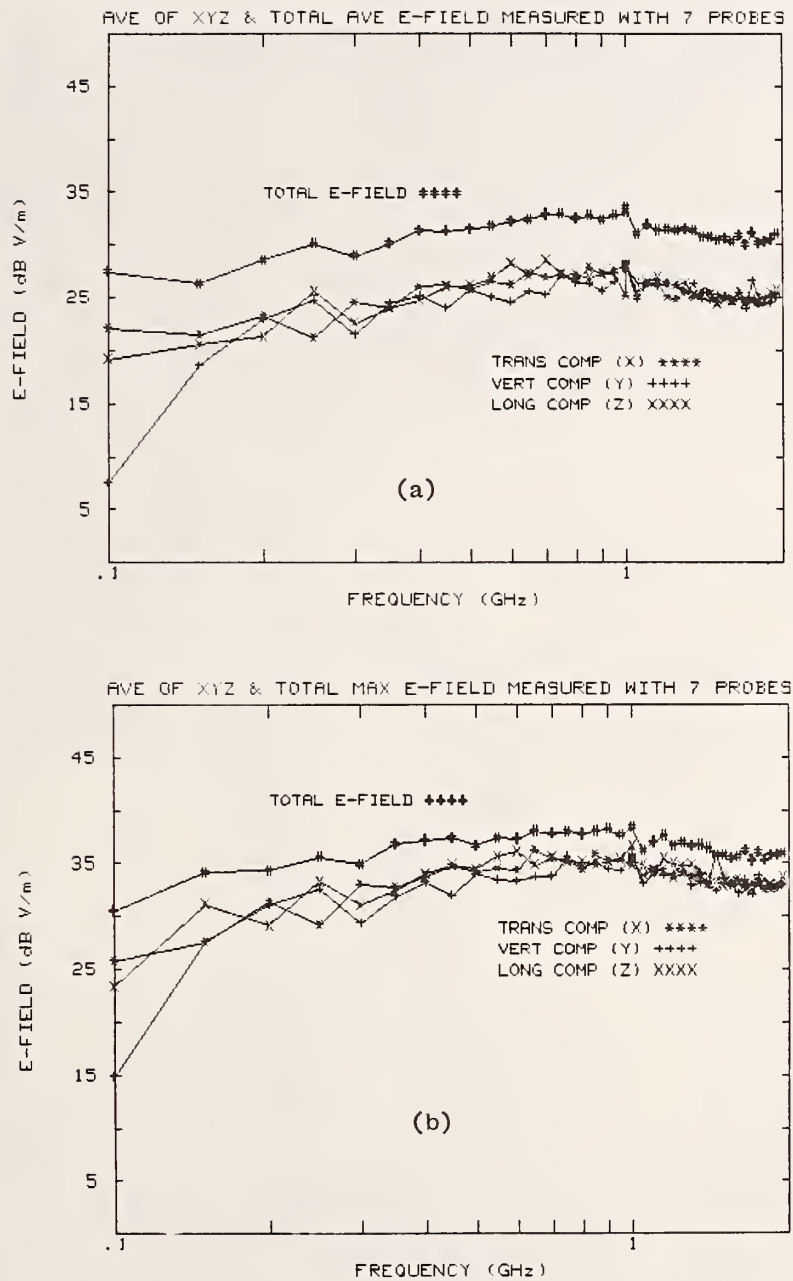 AVE OF XYZ & TOTAL AVE E-FIELD MEASURED WITH 7 PROBES
45
35
25
15
5
E-FIELD (dB V/m)
TOTAL E-FIELD ‡‡‡‡
TRANS COMP (X) ****
VERT COMP (Y) ++++
LONG COMP (Z) XXXX
(a)
.1
1
FREQUENCY (GHz)
AVE OF XYZ & TOTAL MAX E-FIELD MEASURED WITH 7 PROBES
45
35
25
15
5
E-FIELD (dB V/m)
TOTAL E-FIELD ‡‡‡‡
TRANS COMP (X) ****
VERT COMP (Y) ++++
LONG COMP (Z) XXXX
(b)
.1
1
FREQUENCY (GHz)